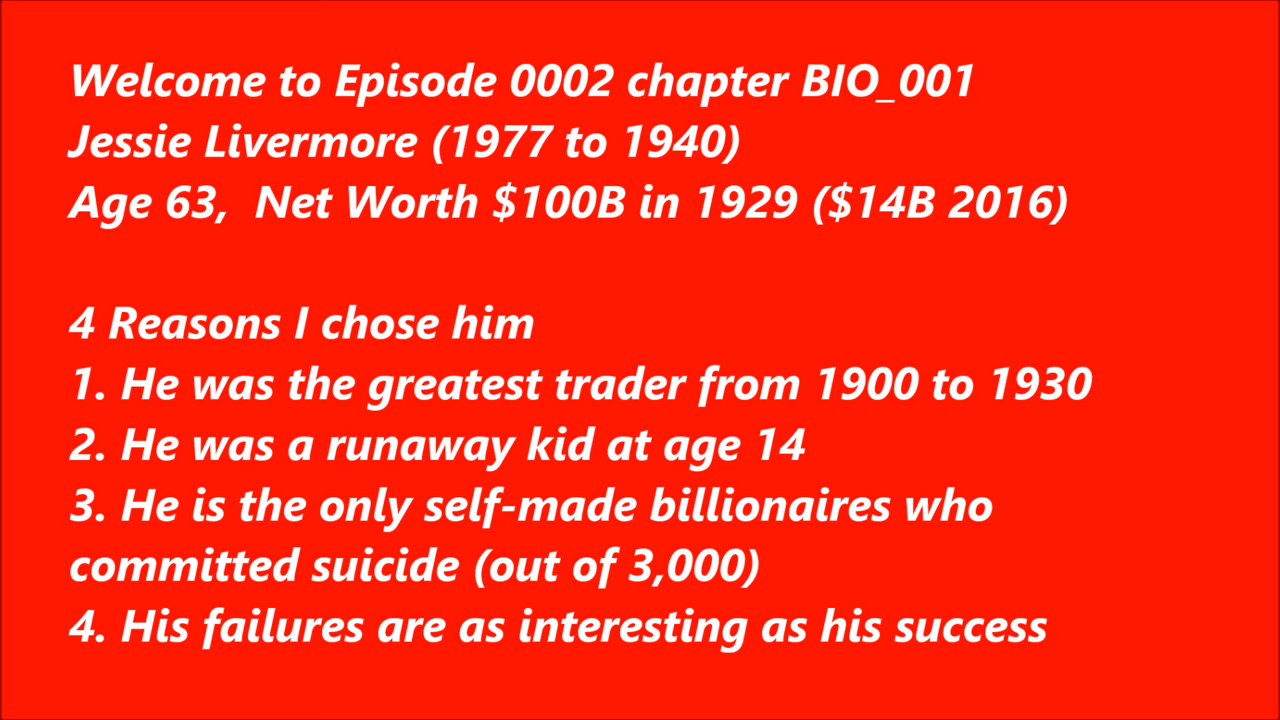 Welcome to Episode 0002 chapter BIO_001
Jessie Livermore (1977 to 1940)
Age 63,  Net Worth $100B in 1929 ($14B 2016)
4 Reasons I chose him
1. He was the greatest trader from 1900 to 1930
2. He was a runaway kid at age 14
3. He is the only self-made billionaires who
committed suicide (out of 3,000)
4. His failures are as interesting as his success